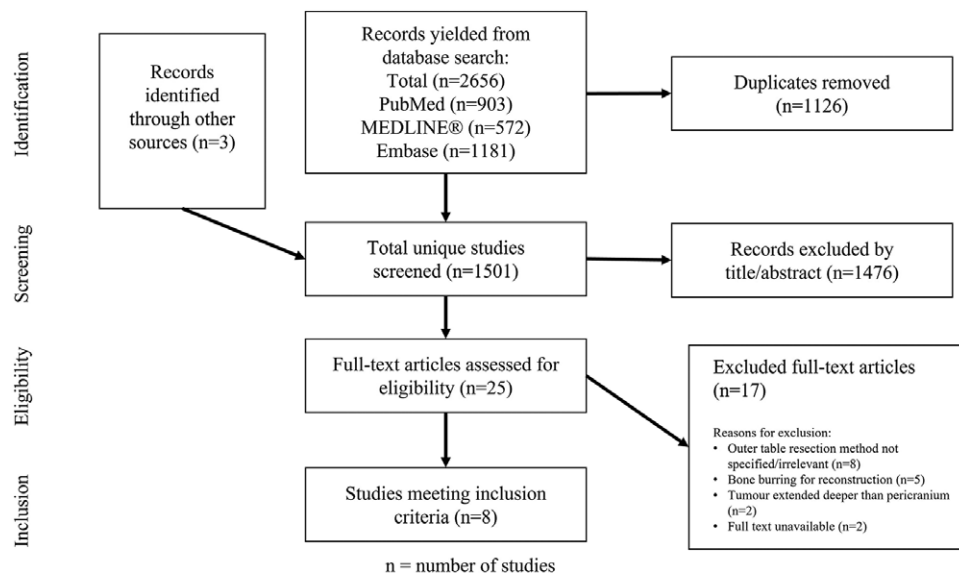 Identification
Records
identified
through other
sources (n=3)
Records yielded from
database search:
Total (n=2656)
PubMed (n=903)
MEDLINE® (n=572)
Embase (n=1181)
Duplicates removed
(n=1126)
Screening
Total unique studies
screened (n=1501)
Records excluded by
title/abstract (n=1476)
Eligibility
Full-text articles assessed for
eligibility (n=25)
Excluded full-text articles
(n=17)
Reasons for exclusion:
• Outer table resection method not
specified/irrelevant (n=8)
• Bone burring for reconstruction (n=5)
• Tumour extended deeper than pericranium
(n=2)
• Full text unavailable (n=2)
Inclusion
Studies meeting inclusion
criteria (n=8)
n = number of studies